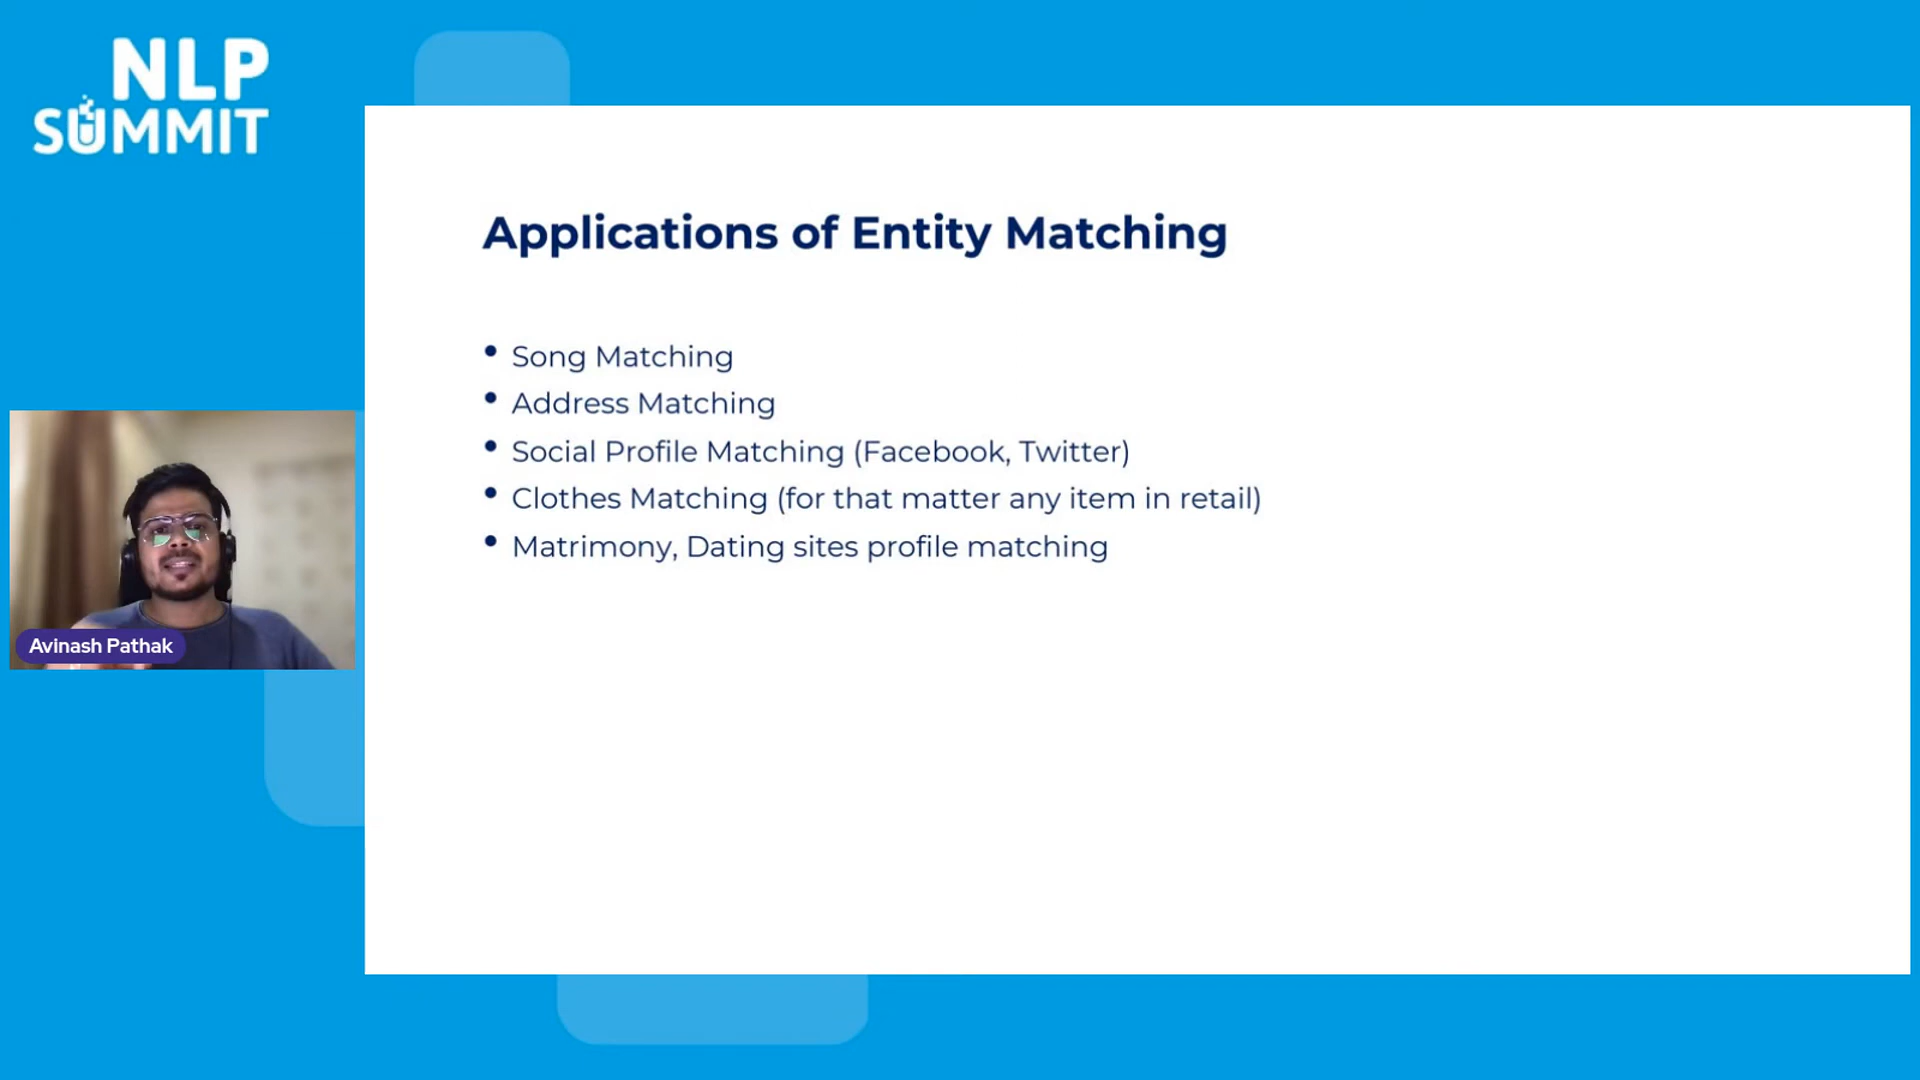 NLP
SUMMIT
Applications of Entity Matching
• Song Matching
• Address Matching
• Social Profile Matching (Facebook, Twitter)
• Clothes Matching (for that matter any item in retail)
• Matrimony, Dating sites profile matching
Avinash Pathak